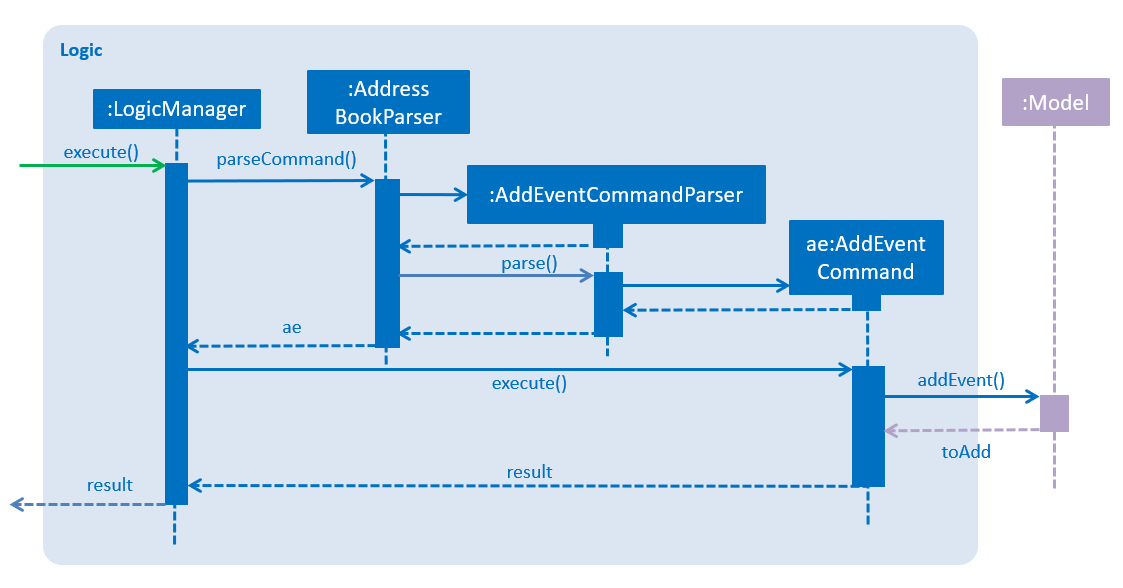 Logic
:LogicManager
:Address
BookParser
:Model
execute()
parseCommand()
:AddEventCommandParser
ae:AddEvent
Command
parse()
ae
execute()
addEvent()
toAdd
result
result